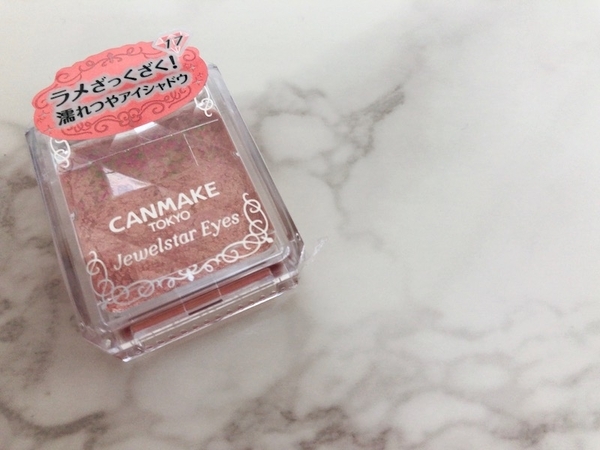 17
ラメざっくざく!
濡れつやアイシャドウ
CANMAKE
TOKYO
Jewelstar Eyes